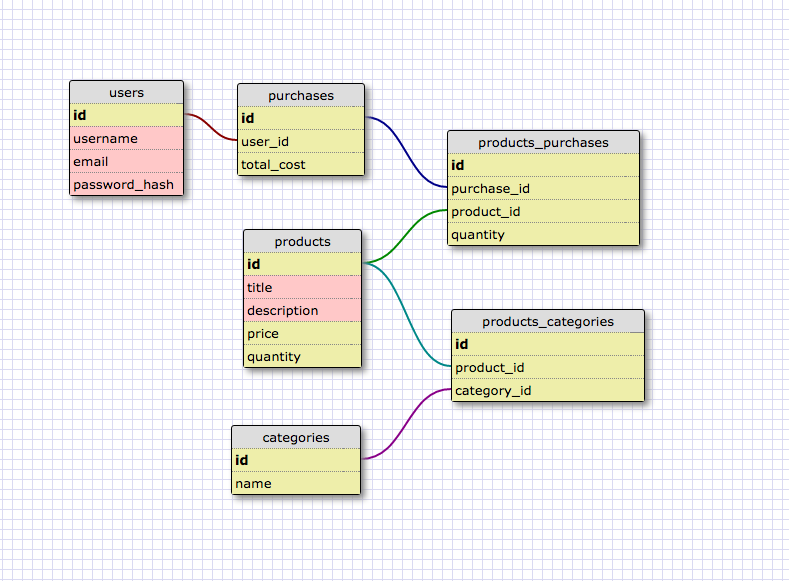 users
id
username
email
password_hash
purchases
id
user_id
total_cost
products_purchases
id
purchase_id
product_id
quantity
products
id
title
description
price
quantity
products_categories
id
product_id
category_id
categories
id
name